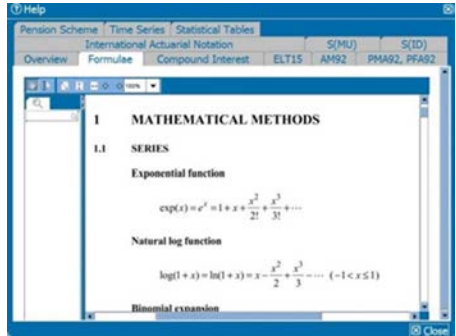 Help
Pension Scheme Time Series Statistical Tables
International Actuarial Notation S(MU) S(ID)
Overview Formulae Compound Interest ELT15 AM92 PMA92, PFA92
100%
1 MATHEMATICAL METHODS
1.1 SERIES
Exponential function
exp(x) = e^x = 1 + x + x^2/2! + x^3/3! + ⋯
Natural log function
log(1 + x) = ln(1 + x) = x − x^2/2 + x^3/3 − ⋯ (−1 < x ≤ 1)
Binomial expansion
Close